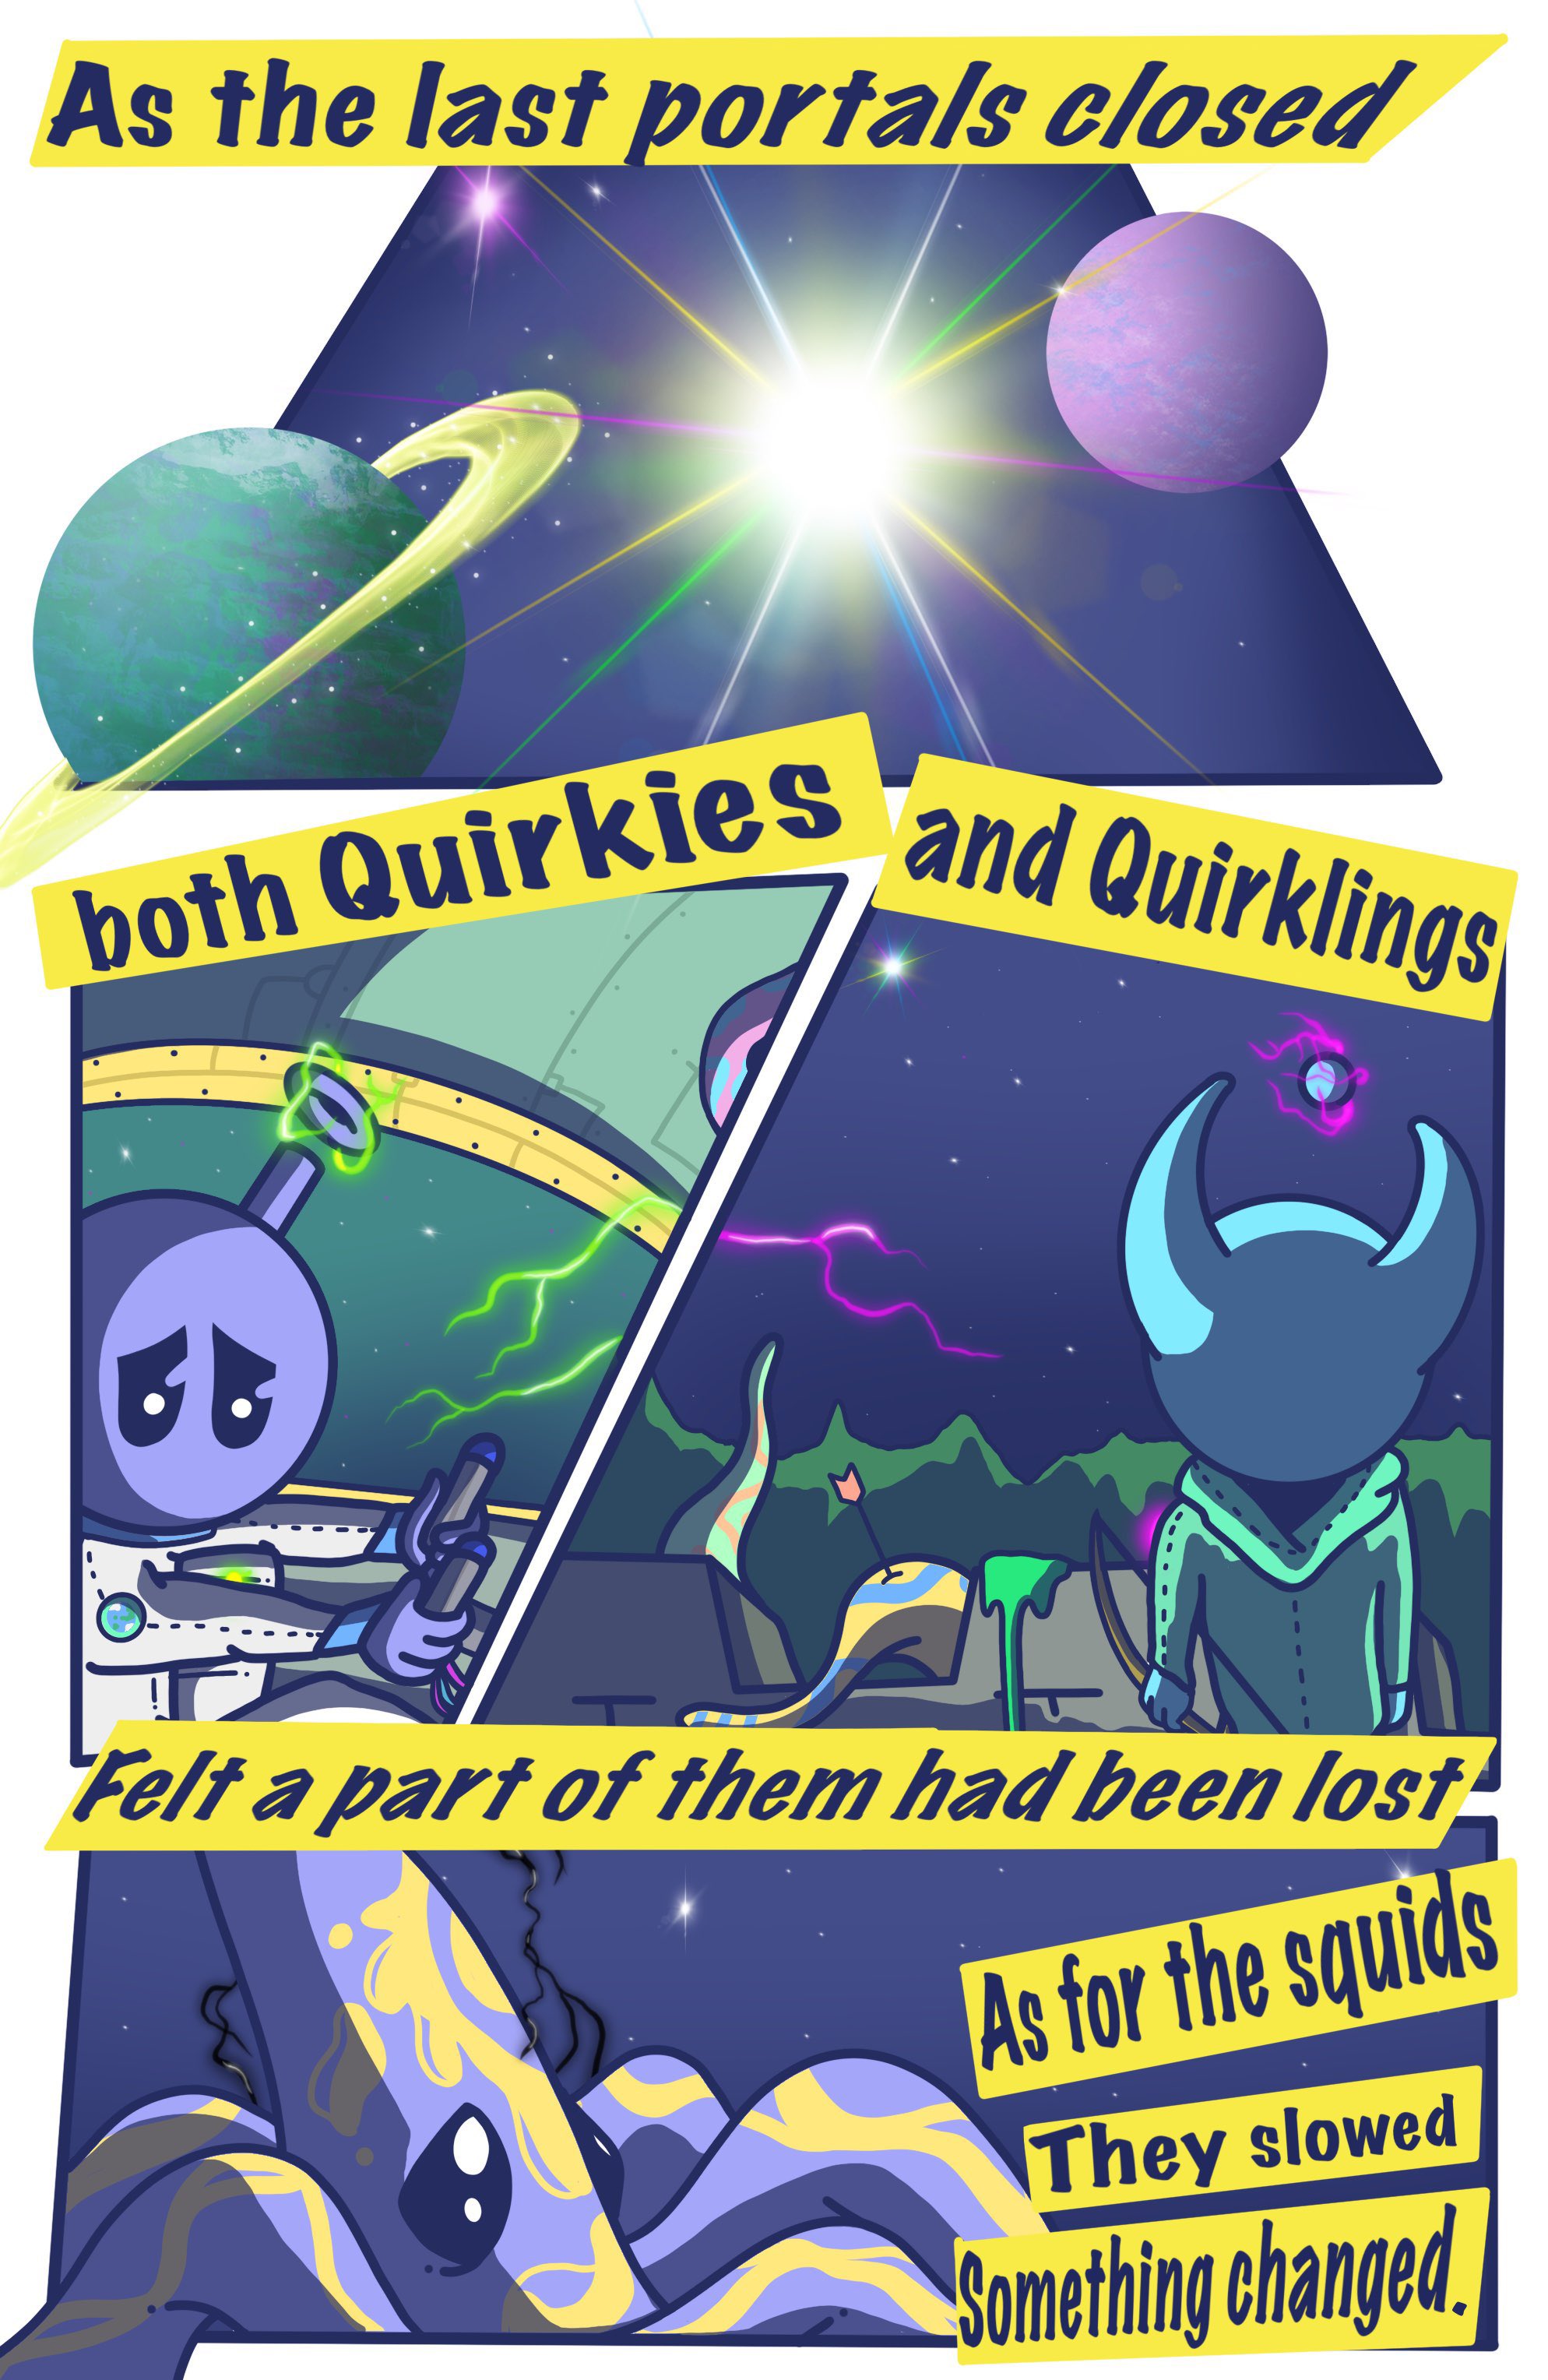 As the last portals closed
both Quirkies
and Quirklings
Felt a part of them had been lost
As for the squids
They slowed
Something changed.